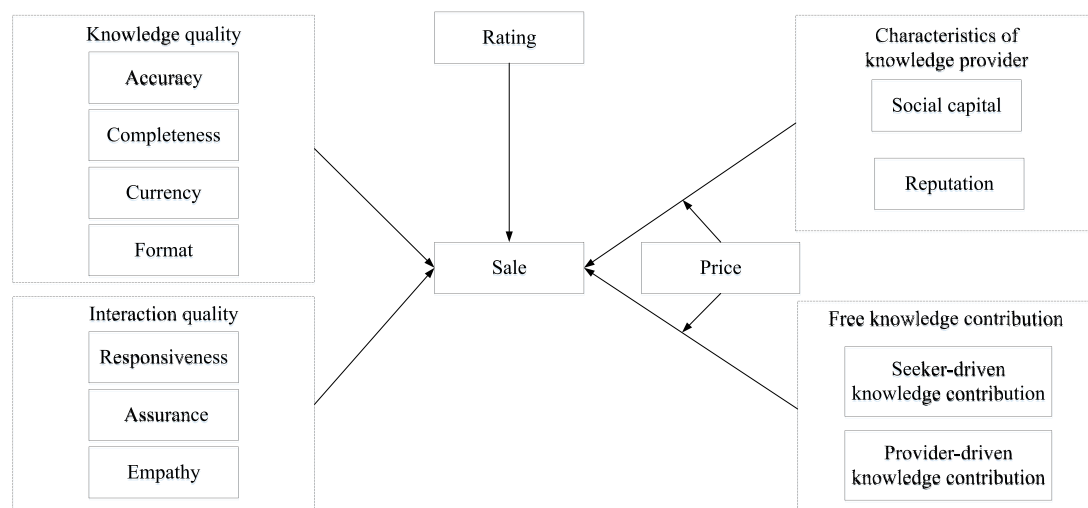 Knowledge quality
Accuracy
Completeness
Currency
Format
Interaction quality
Responsiveness
Assurance
Empathy
Rating
Sale
Price
Characteristics of
knowledge provider
Social capital
Reputation
Free knowledge contribution
Seeker-driven
knowledge contribution
Provider-driven
knowledge contribution